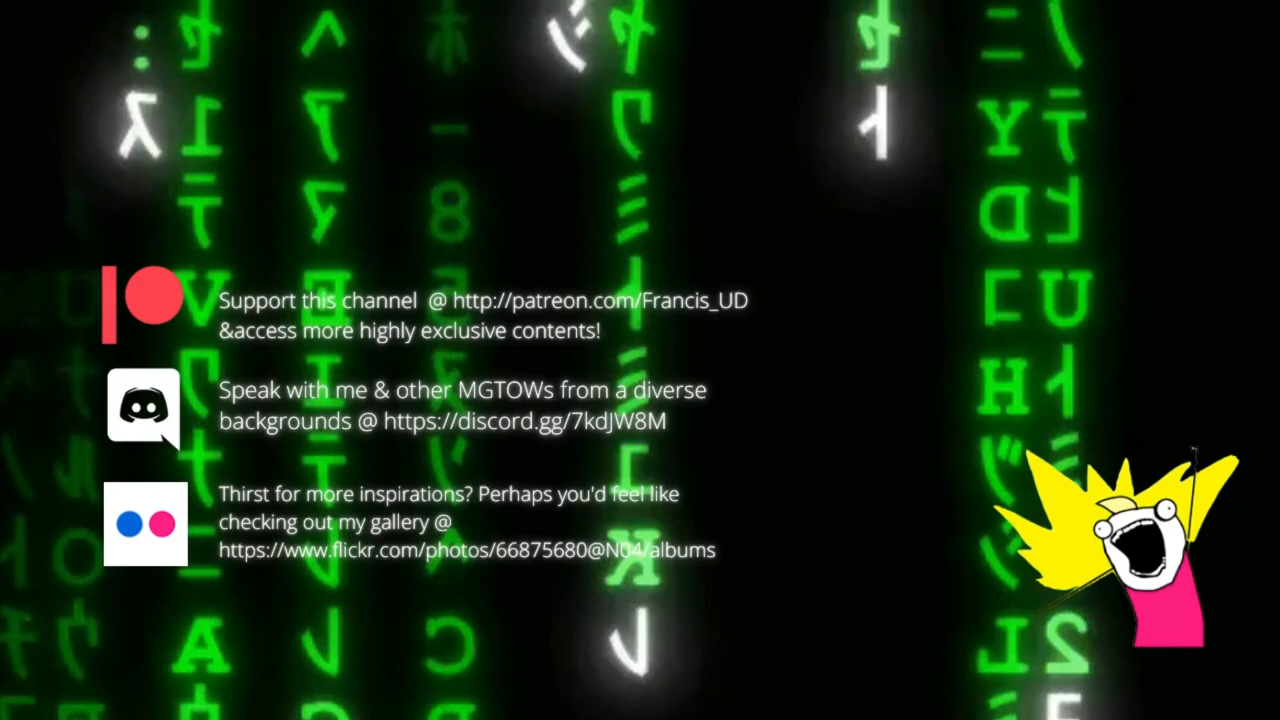 Support this channel @ http://patreon.com/Francis_UD
&access more highly exclusive contents!
Speak with me & other MGTOWs from a diverse
backgrounds @ https://discord.gg/7kdJW8M
Thirst for more inspirations? Perhaps you'd feel like
checking out my gallery @
https://www.flickr.com/photos/66875680@N04/albums